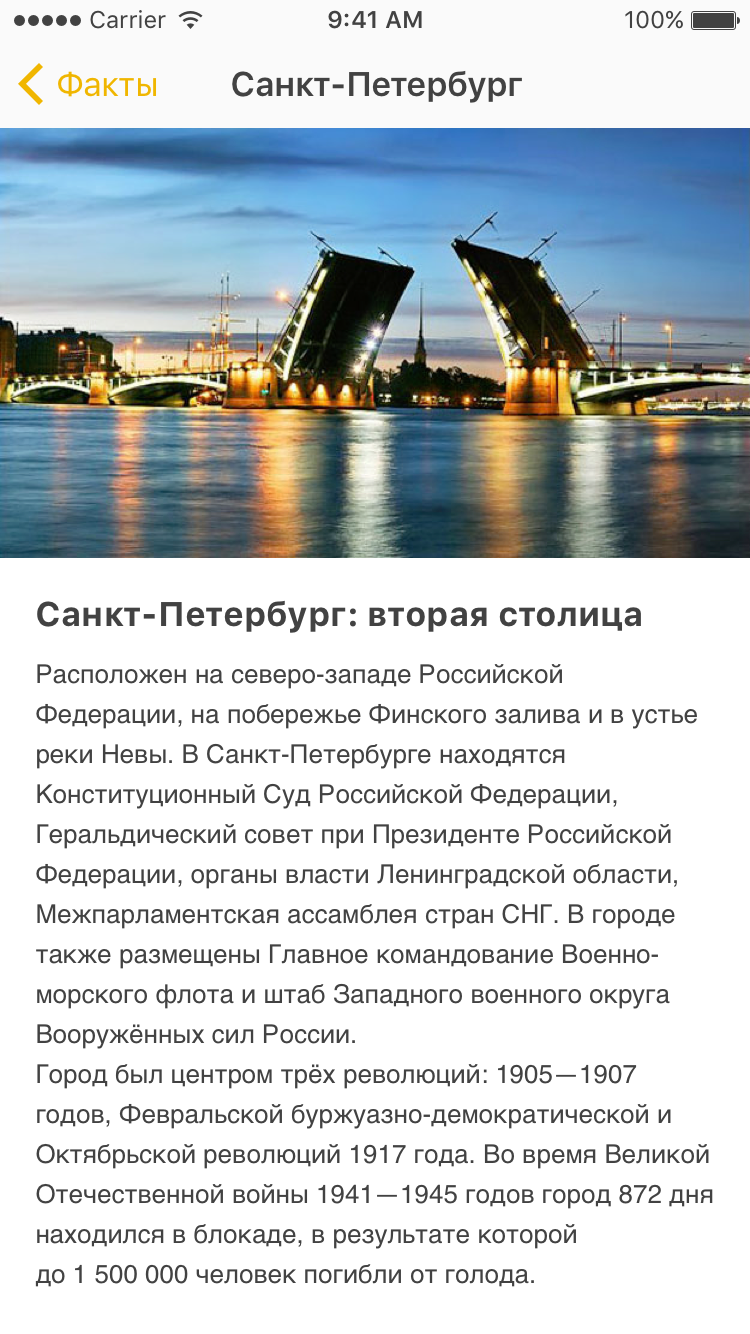 Carrier 9:41 AM 100%
Факты Санкт-Петербург
Санкт-Петербург: вторая столица
Расположен на северо-западе Российской
Федерации, на побережье Финского залива и в устье
реки Невы. В Санкт-Петербурге находятся
Конституционный Суд Российской Федерации,
Геральдический совет при Президенте Российской
Федерации, органы власти Ленинградской области,
Межпарламентская ассамблея стран СНГ. В городе
также размещены Главное командование Военно-
морского флота и штаб Западного военного округа
Вооружённых сил России.
Город был центром трёх революций: 1905—1907
годов, Февральской буржуазно-демократической и
Октябрьской революций 1917 года. Во время Великой
Отечественной войны 1941—1945 годов город 872 дня
находился в блокаде, в результате которой
до 1 500 000 человек погибли от голода.